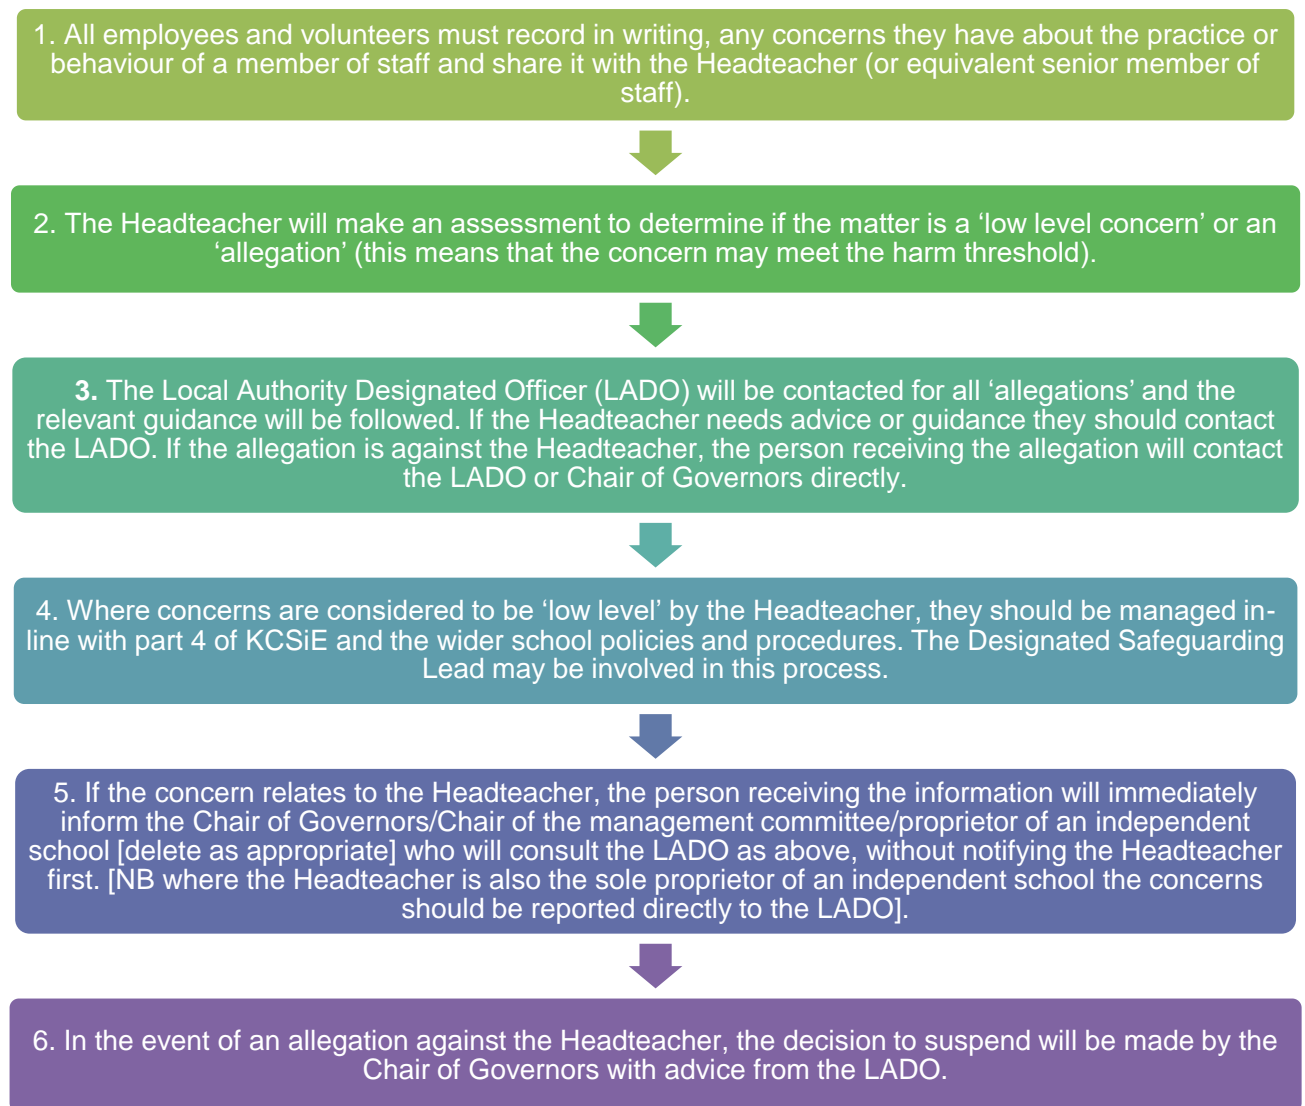 1. All employees and volunteers must record in writing, any concerns they have about the practice or
behaviour of a member of staff and share it with the Headteacher (or equivalent senior member of
staff).
2. The Headteacher will make an assessment to determine if the matter is a ‘low level concern’ or an
‘allegation’ (this means that the concern may meet the harm threshold).
3. The Local Authority Designated Officer (LADO) will be contacted for all ‘allegations’ and the
relevant guidance will be followed. If the Headteacher needs advice or guidance they should contact
the LADO. If the allegation is against the Headteacher, the person receiving the allegation will contact
the LADO or Chair of Governors directly.
4. Where concerns are considered to be ‘low level’ by the Headteacher, they should be managed in-
line with part 4 of KCSiE and the wider school policies and procedures. The Designated Safeguarding
Lead may be involved in this process.
5. If the concern relates to the Headteacher, the person receiving the information will immediately
inform the Chair of Governors/Chair of the management committee/proprietor of an independent
school [delete as appropriate] who will consult the LADO as above, without notifying the Headteacher
first. [NB where the Headteacher is also the sole proprietor of an independent school the concerns
should be reported directly to the LADO].
6. In the event of an allegation against the Headteacher, the decision to suspend will be made by the
Chair of Governors with advice from the LADO.